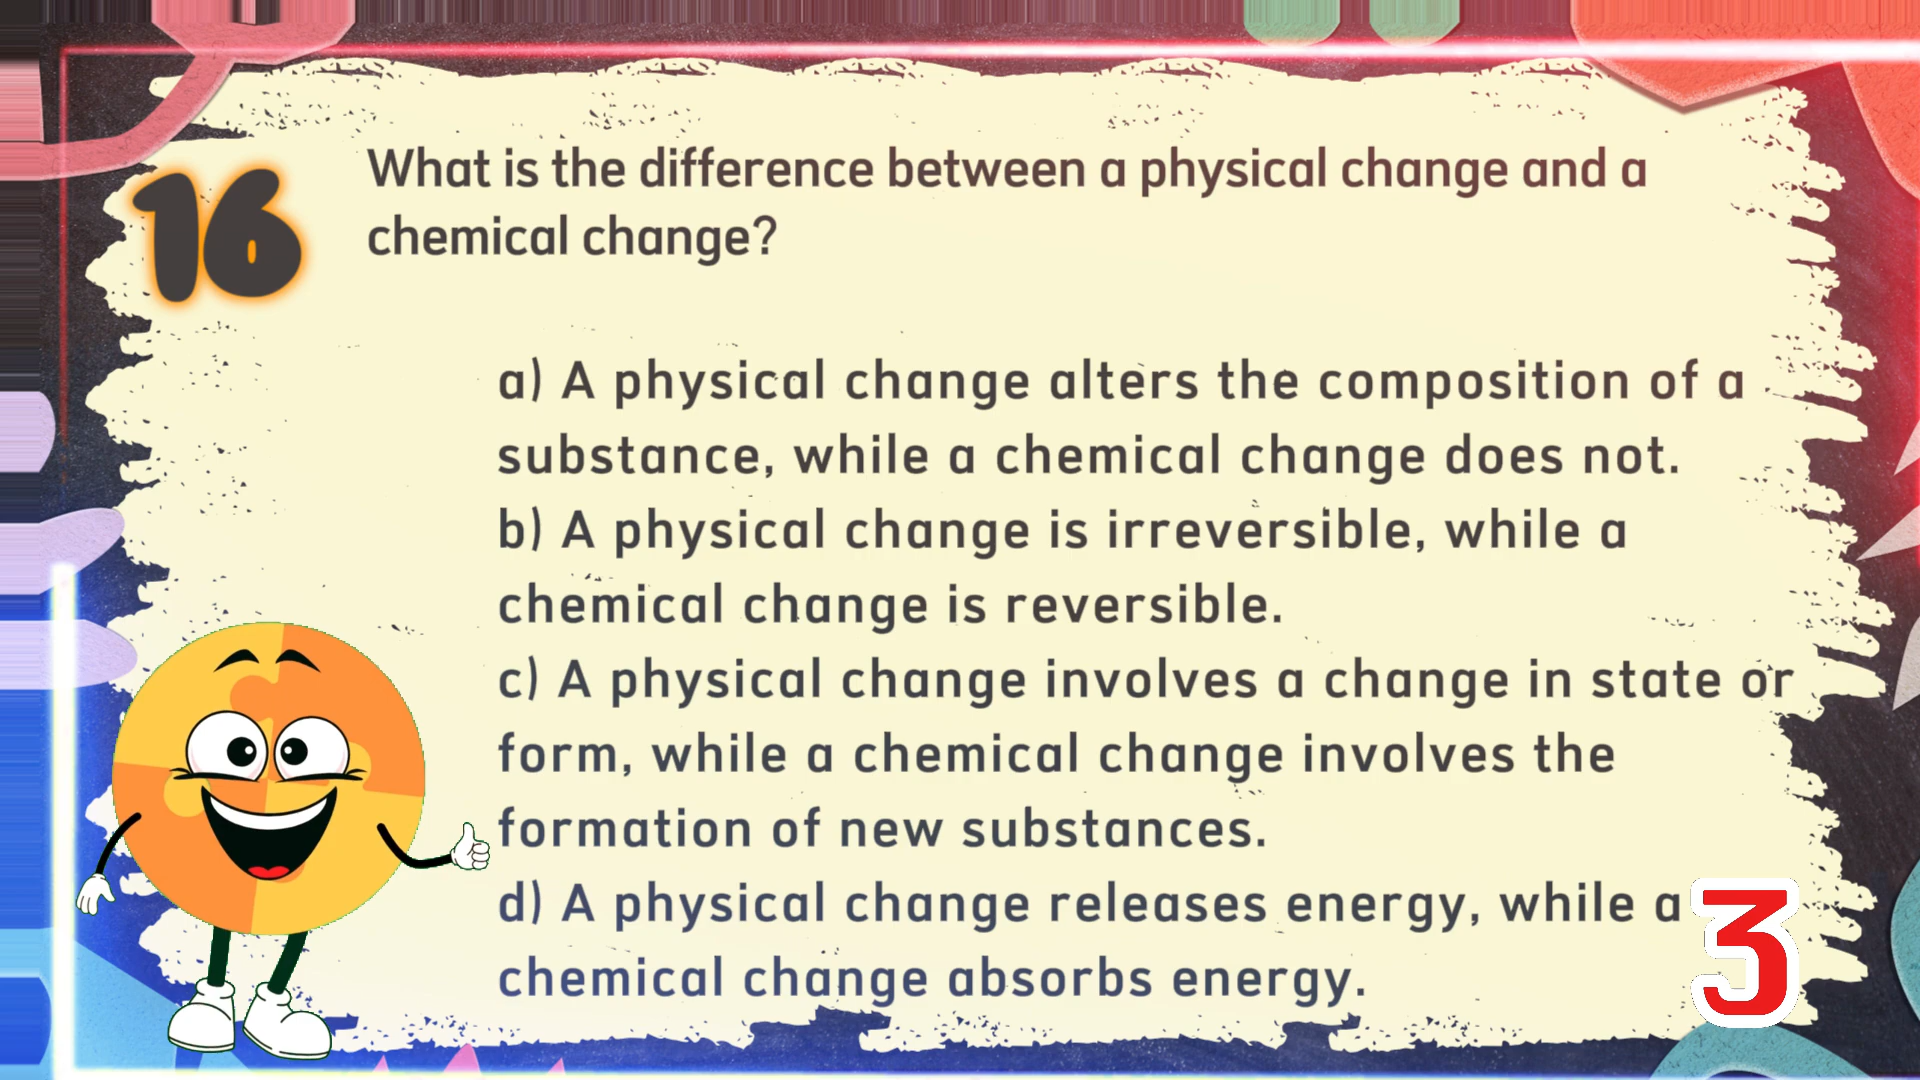 16
What is the difference between a physical change and a
chemical change?
a) A physical change alters the composition of a
substance, while a chemical change does not.
b) A physical change is irreversible, while a
chemical change is reversible.
c) A physical change involves a change in state or
form, while a chemical change involves the
formation of new substances.
d) A physical change releases energy, while a
chemical change absorbs energy.
3